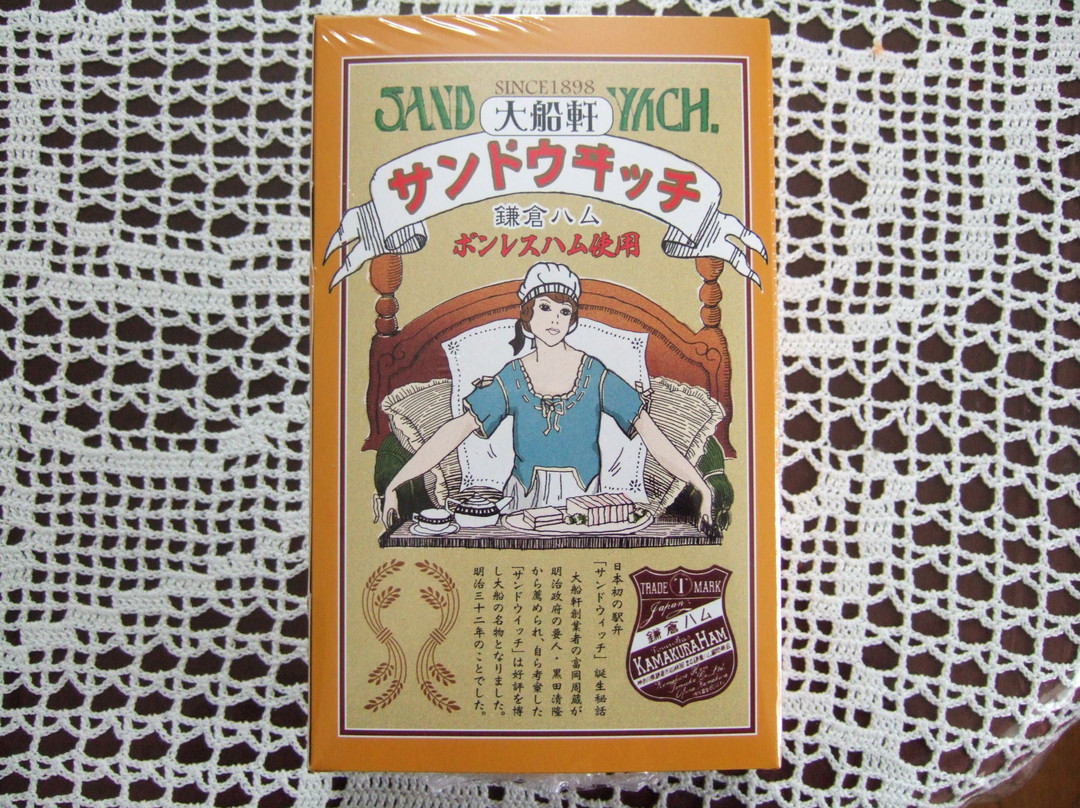 SINCE1898
SAND WYCH.
大船軒
サンドウヰッチ
鎌倉ハム
ボンレスハム使用
日本初の駅弁
「サンドウィッチ」誕生秘話
大船軒創業者の富岡周蔵が
明治政府の要人・黒田清隆
から薦められ、自ら考案した
「サンドウイッチ」は好評を博
し大船の名物となりました。
明治三十二年のことでした。
TRADE T MARK
Japan
鎌倉ハム
KAMAKURA HAM